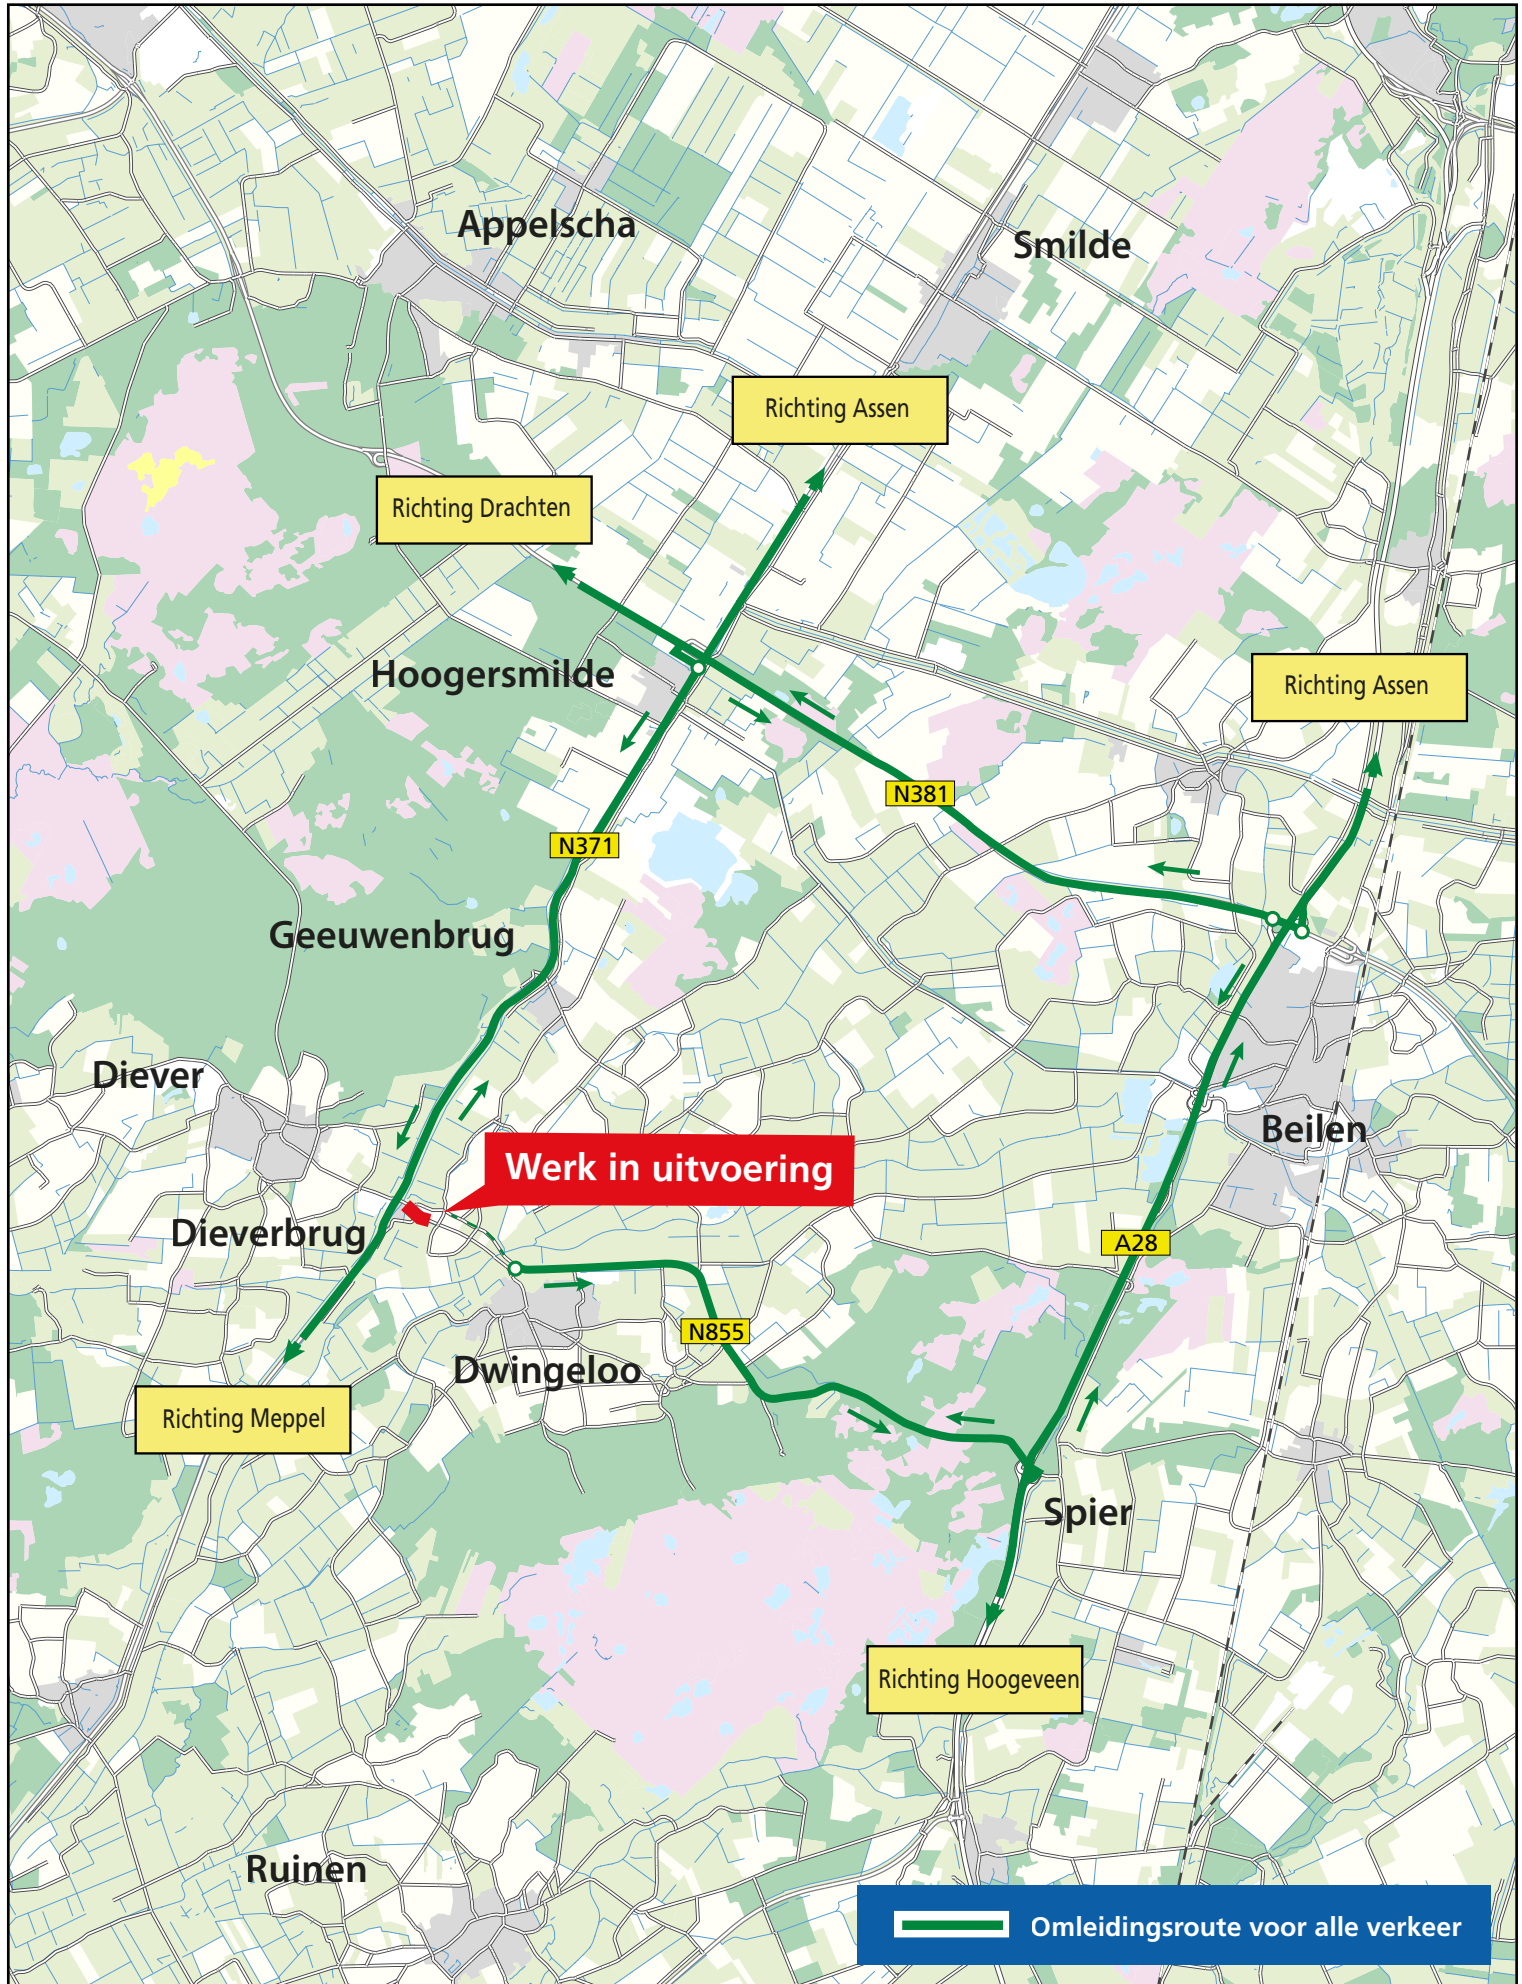 Appelscha
Smilde
Richting Assen
Richting Drachten
Hoogersmilde
Richting Assen
N381
N371
Geeuwenbrug
Diever
Beilen
Werk in uitvoering
Dieverbrug
A28
N855
Dwingeloo
Richting Meppel
Spier
Richting Hoogeveen
Ruinen
Omleidingsroute voor alle verkeer